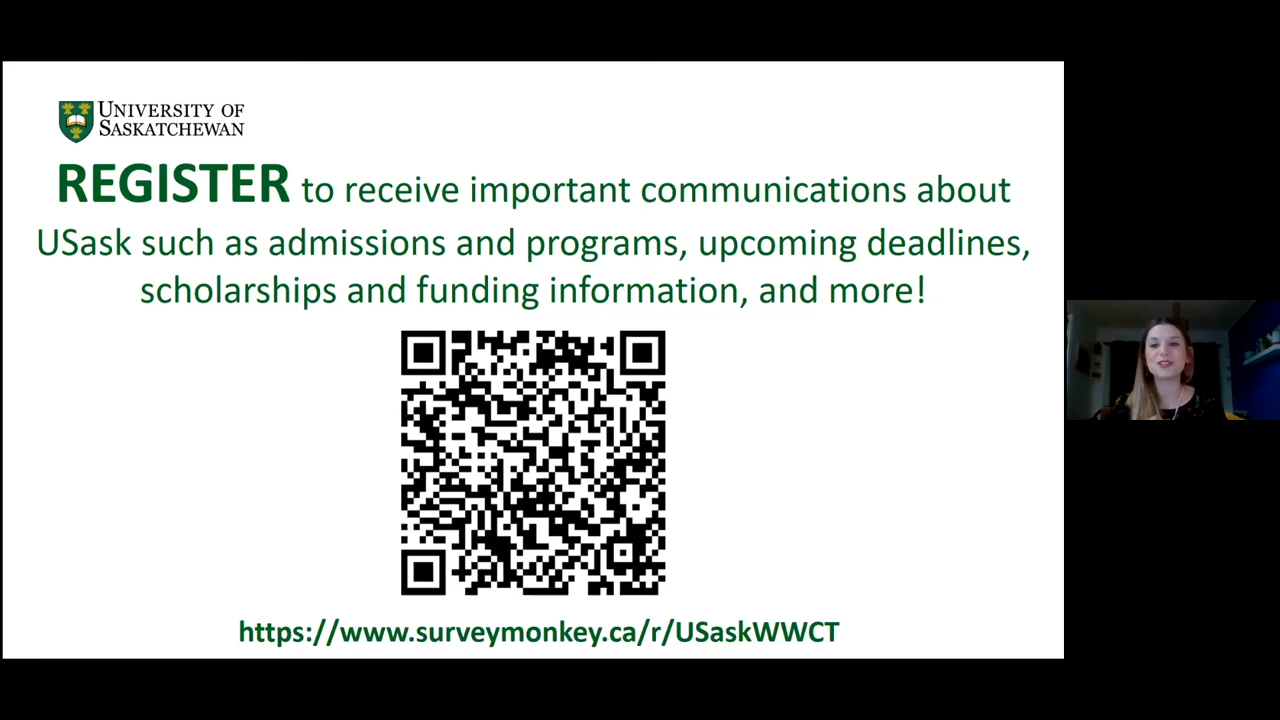 UNIVERSITY OF
SASKATCHEWAN
REGISTER to receive important communications about
USask such as admissions and programs, upcoming deadlines,
scholarships and funding information, and more!
https://www.surveymonkey.ca/r/USaskWWCT